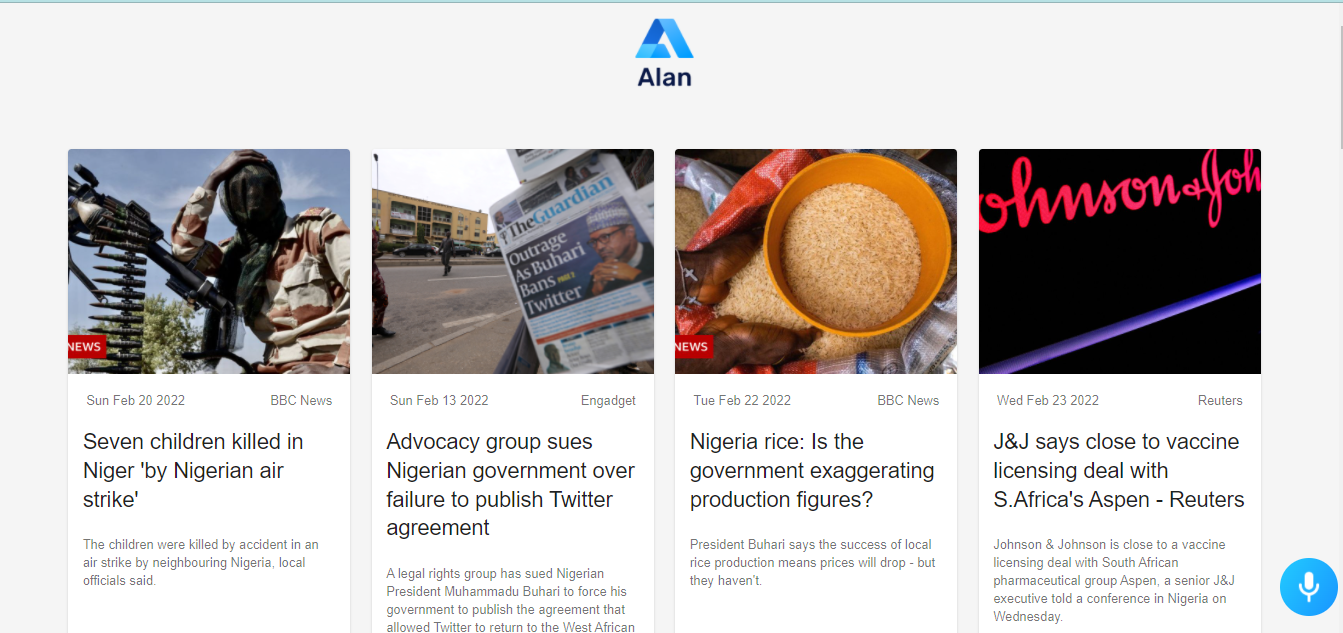 Alan
NEWS
TheGuardian
Outrage
As Buhari
Bans PAGE 2
Twitter
NEWS
ohnson&Joh
Sun Feb 20 2022 BBC News
Seven children killed in
Niger 'by Nigerian air
strike'
The children were killed by accident in an
air strike by neighbouring Nigeria, local
officials said.
Sun Feb 13 2022 Engadget
Advocacy group sues
Nigerian government over
failure to publish Twitter
agreement
A legal rights group has sued Nigerian
President Muhammadu Buhari to force his
government to publish the agreement that
allowed Twitter to return to the West African
Tue Feb 22 2022 BBC News
Nigeria rice: Is the
government exaggerating
production figures?
President Buhari says the success of local
rice production means prices will drop - but
they haven't.
Wed Feb 23 2022 Reuters
J&J says close to vaccine
licensing deal with
S.Africa's Aspen - Reuters
Johnson & Johnson is close to a vaccine
licensing deal with South African
pharmaceutical group Aspen, a senior J&J
executive told a conference in Nigeria on
Wednesday.